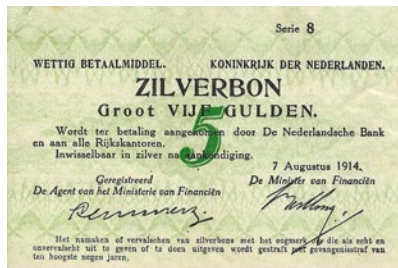 Serie 8
WETTIG BETAALMIDDEL. KONINKRIJK DER NEDERLANDEN.
ZILVERBON
Groot VIJF GULDEN.
5
Wordt ter betaling aangenomen door De Nederlandsche Bank
en aan alle Rijkskantoren.
Inwisselbaar in zilver na aankondiging.
7 Augustus 1914.
Geregistreerd
De Agent van het Ministerie van Financiën
De Minister van Financiën
Het namaken of vervalschen van zilverbons met het oogmerk om die als echt en
onvervalscht uit te geven of te doen uitgeven wordt gestraft met gevangenisstraf van
ten hoogste negen jaren.